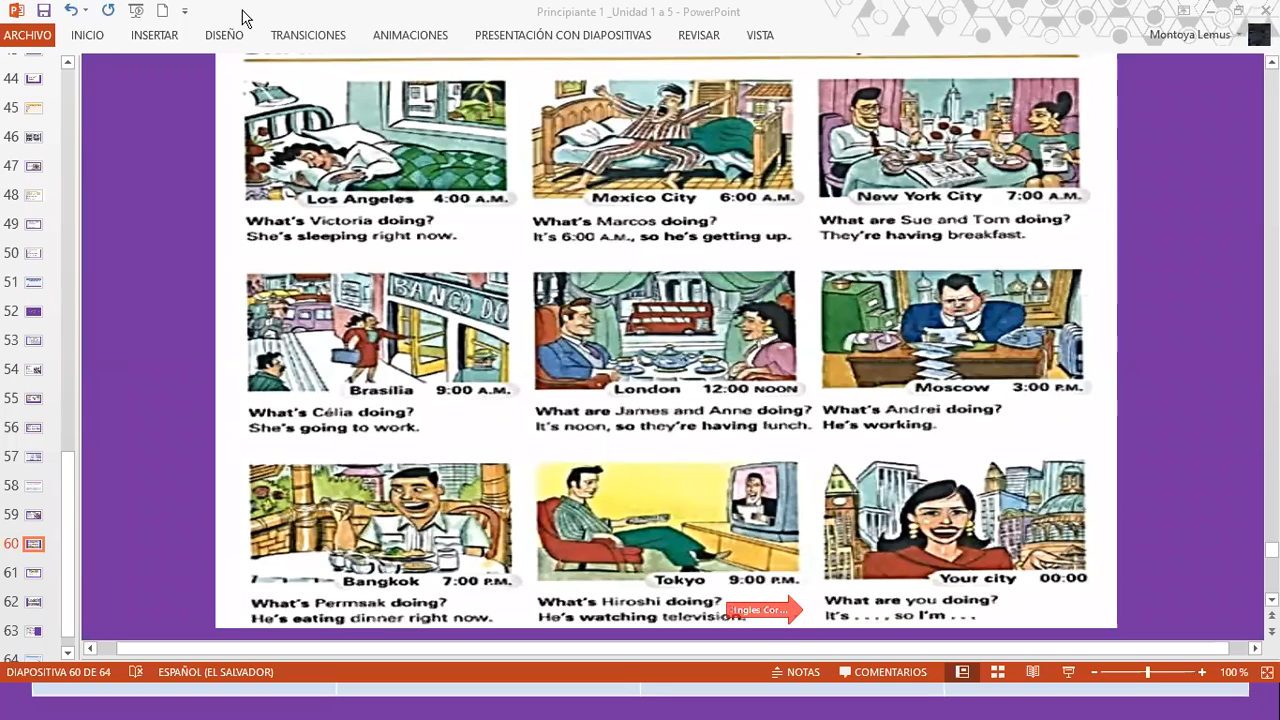 Principiante 1 _Unidad 1 a 5 - PowerPoint
ARCHIVO INICIO INSERTAR DISEÑO TRANSICIONES ANIMACIONES PRESENTACIÓN CON DIAPOSITIVAS REVISAR VISTA Montoya Lemus
44
45
46
47
48
49
50
51
52
53
54
55
56
57
58
59
60
61
62
63
64
Los Angeles 4:00 A.M.
What's Victoria doing?
She's sleeping right now.
Mexico City 6:00 A.M.
What's Marcos doing?
It's 6:00 A.M., so he's getting up.
New York City 7:00 A.M.
What are Sue and Tom doing?
They're having breakfast.
BANCO DO
Brasília 9:00 A.M.
What's Célia doing?
She's going to work.
London 12:00 NOON
What are James and Anne doing?
It's noon, so they're having lunch.
Moscow 3:00 P.M.
What's Andrei doing?
He's working.
Bangkok 7:00 P.M.
What's Permsak doing?
He's eating dinner right now.
Tokyo 9:00 P.M.
What's Hiroshi doing?
He's watching television.
Ingles Cor...
Your city 00:00
What are you doing?
It's . . . , so I'm . . .
DIAPOSITIVA 60 DE 64 ESPAÑOL (EL SALVADOR) NOTAS COMENTARIOS 100 %